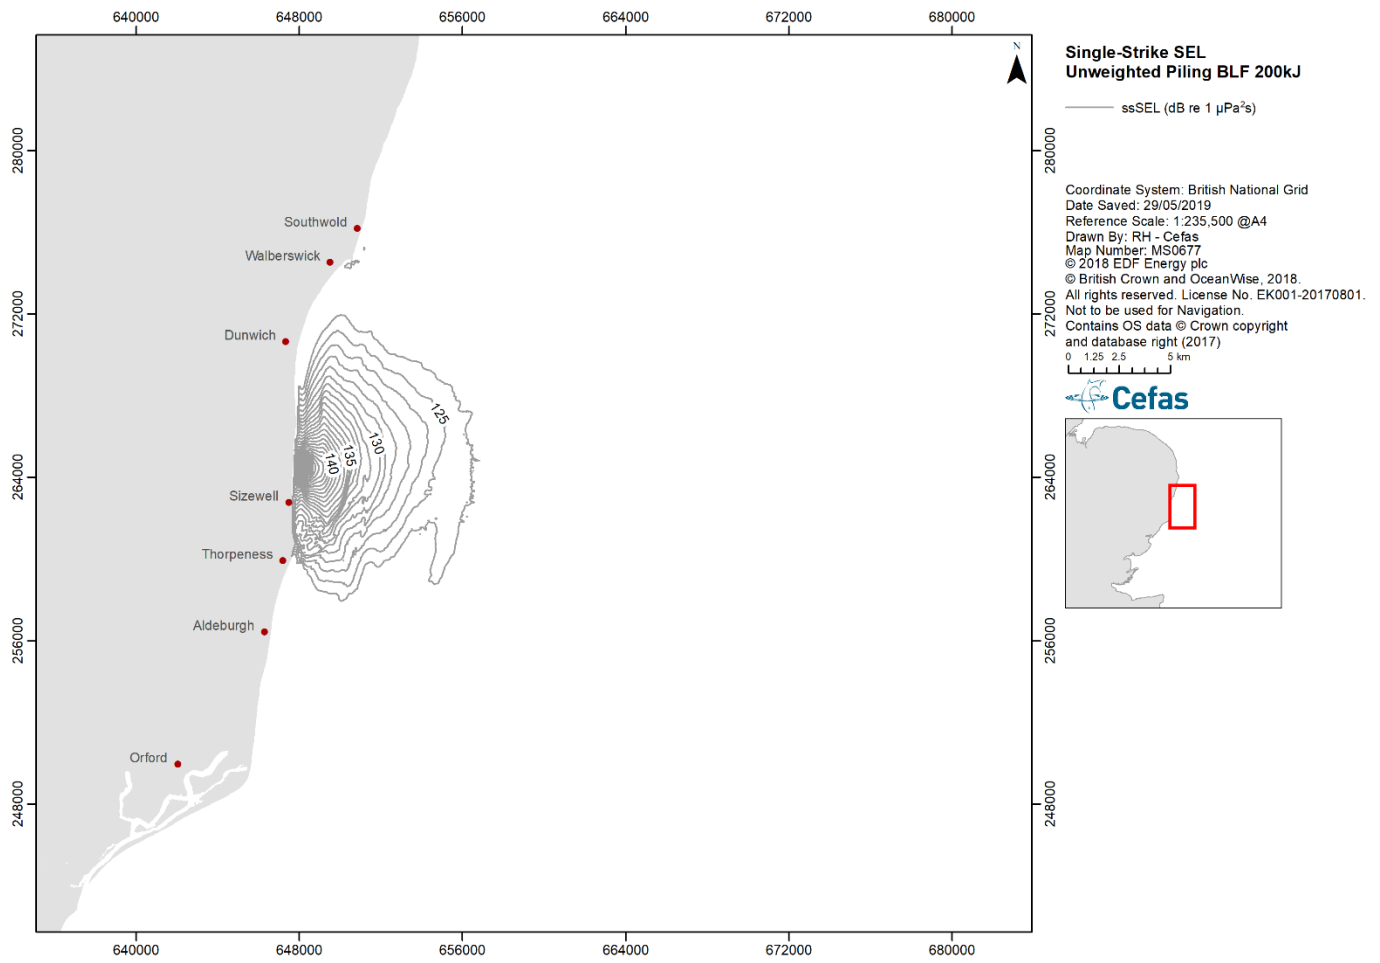 640000 648000 656000 664000 672000 680000
N
Single-Strike SEL
Unweighted Piling BLF 200kJ
ssSEL (dB re 1 µPa²s)
280000
280000
Coordinate System: British National Grid
Date Saved: 29/05/2019
Reference Scale: 1:235,500 @A4
Drawn By: RH - Cefas
Map Number: MS0677
© 2018 EDF Energy plc
© British Crown and OceanWise, 2018.
All rights reserved. License No. EK001-20170801.
Not to be used for Navigation.
Contains OS data © Crown copyright
and database right (2017)
0 1.25 2.5 5 km
Cefas
Southwold
Walberswick
272000
272000
Dunwich
125
130
135
140
264000
264000
Sizewell
Thorpeness
Aldeburgh
256000
256000
Orford
248000
248000
640000 648000 656000 664000 672000 680000